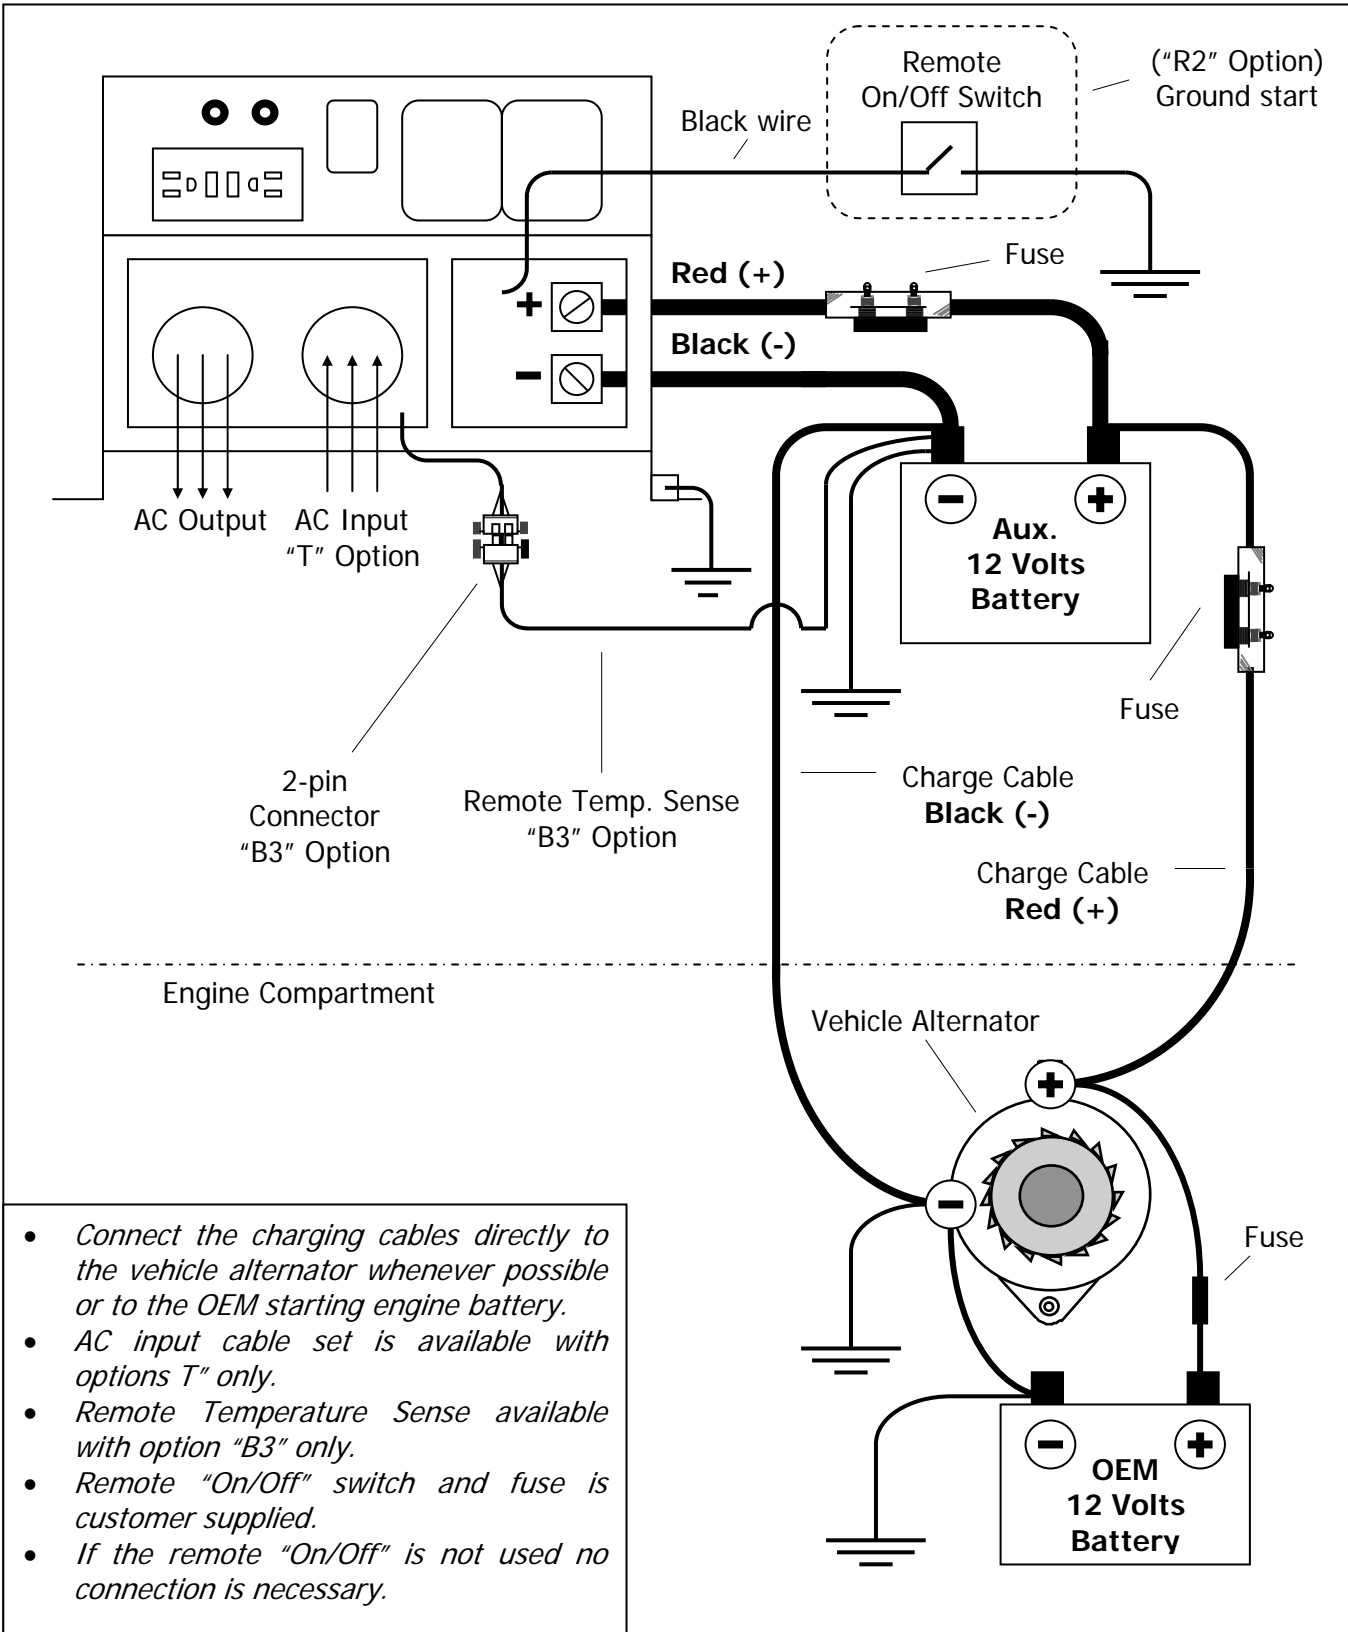 Remote
On/Off Switch
("R2" Option)
Ground start
Black wire
Fuse
Red (+)
+
Black (-)
−
AC Output
AC Input
"T" Option
− +
Aux.
12 Volts
Battery
Fuse
2-pin
Connector
"B3" Option
Remote Temp. Sense
"B3" Option
Charge Cable
Black (-)
Charge Cable
Red (+)
Engine Compartment
Vehicle Alternator
+
−
Fuse
− +
OEM
12 Volts
Battery
• Connect the charging cables directly to
the vehicle alternator whenever possible
or to the OEM starting engine battery.
• AC input cable set is available with
options T" only.
• Remote Temperature Sense available
with option "B3" only.
• Remote "On/Off" switch and fuse is
customer supplied.
• If the remote "On/Off" is not used no
connection is necessary.